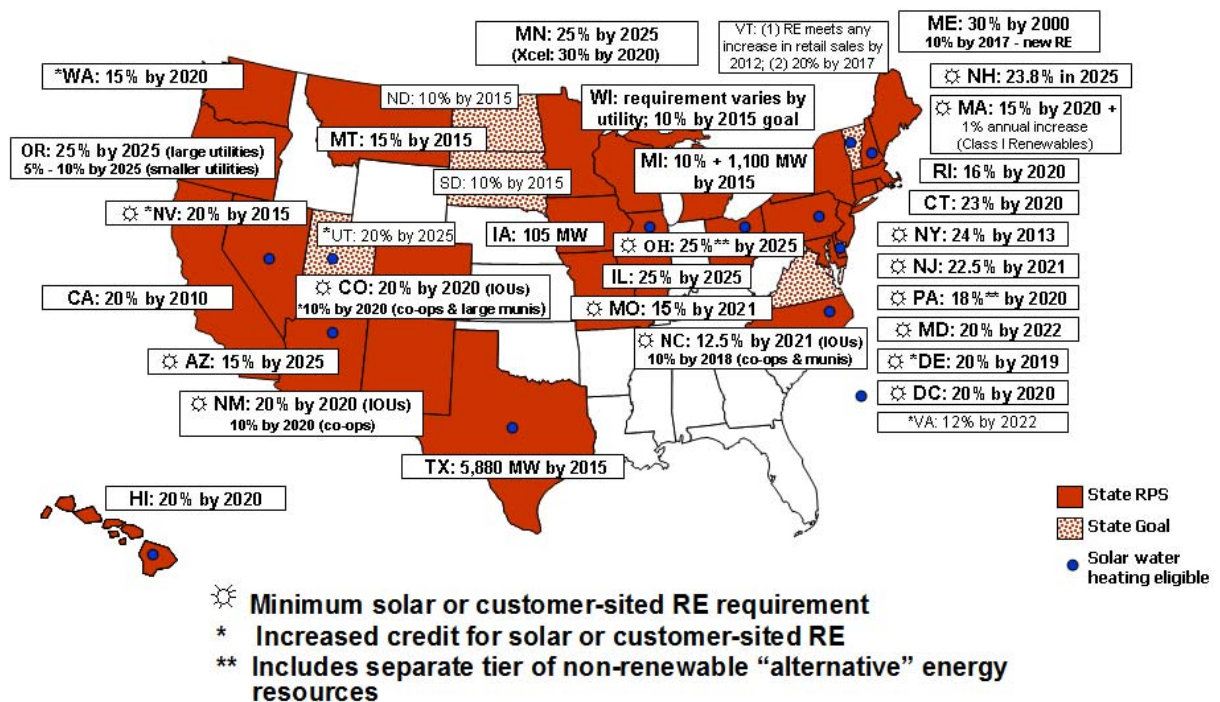 MN: 25% by 2025
(Xcel: 30% by 2020)
VT: (1) RE meets any
increase in retail sales by
2012; (2) 20% by 2017
ME: 30% by 2000
10% by 2017 - new RE
*WA: 15% by 2020
☼ NH: 23.8% in 2025
ND: 10% by 2015
WI: requirement varies by
utility; 10% by 2015 goal
☼ MA: 15% by 2020 +
1% annual increase
(Class I Renewables)
MT: 15% by 2015
OR: 25% by 2025 (large utilities)
5% - 10% by 2025 (smaller utilities)
MI: 10% + 1,100 MW
by 2015
RI: 16% by 2020
SD: 10% by 2015
CT: 23% by 2020
☼ *NV: 20% by 2015
*UT: 20% by 2025
IA: 105 MW
☼ OH: 25%** by 2025
☼ NY: 24% by 2013
☼ NJ: 22.5% by 2021
IL: 25% by 2025
☼ CO: 20% by 2020 (IOUs)
*10% by 2020 (co-ops & large munis)
CA: 20% by 2010
☼ MO: 15% by 2021
☼ PA: 18%** by 2020
☼ MD: 20% by 2022
☼ NC: 12.5% by 2021 (IOUs)
10% by 2018 (co-ops & munis)
☼ AZ: 15% by 2025
☼ *DE: 20% by 2019
☼ DC: 20% by 2020
☼ NM: 20% by 2020 (IOUs)
10% by 2020 (co-ops)
*VA: 12% by 2022
TX: 5,880 MW by 2015
HI: 20% by 2020
State RPS
State Goal
Solar water
heating eligible
☼ Minimum solar or customer-sited RE requirement
* Increased credit for solar or customer-sited RE
** Includes separate tier of non-renewable “alternative” energy
resources